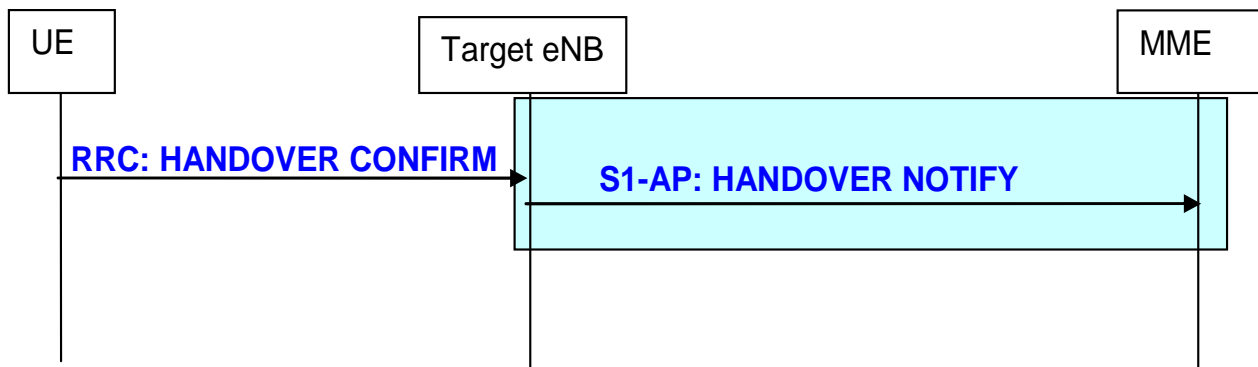 UE
Target eNB
MME
RRC: HANDOVER CONFIRM
S1-AP: HANDOVER NOTIFY